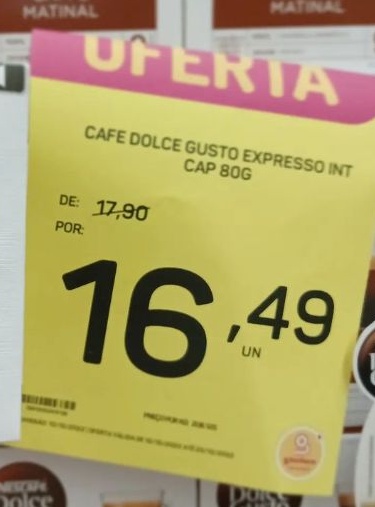 MATINAL
MATINAL
OFERTA
CAFE DOLCE GUSTO EXPRESSO INT
CAP 80G
DE: 17,90
POR:
16,49
UN
NESCAFÉ
Dolce
Dolce